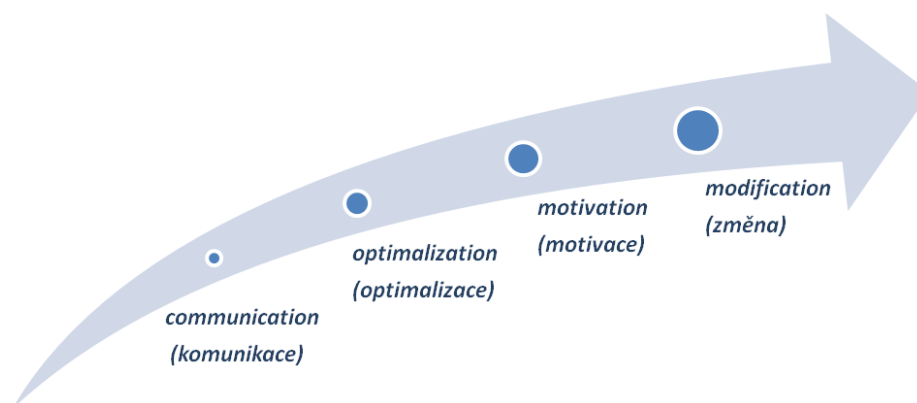 communication
(komunikace)
optimalization
(optimalizace)
motivation
(motivace)
modification
(změna)